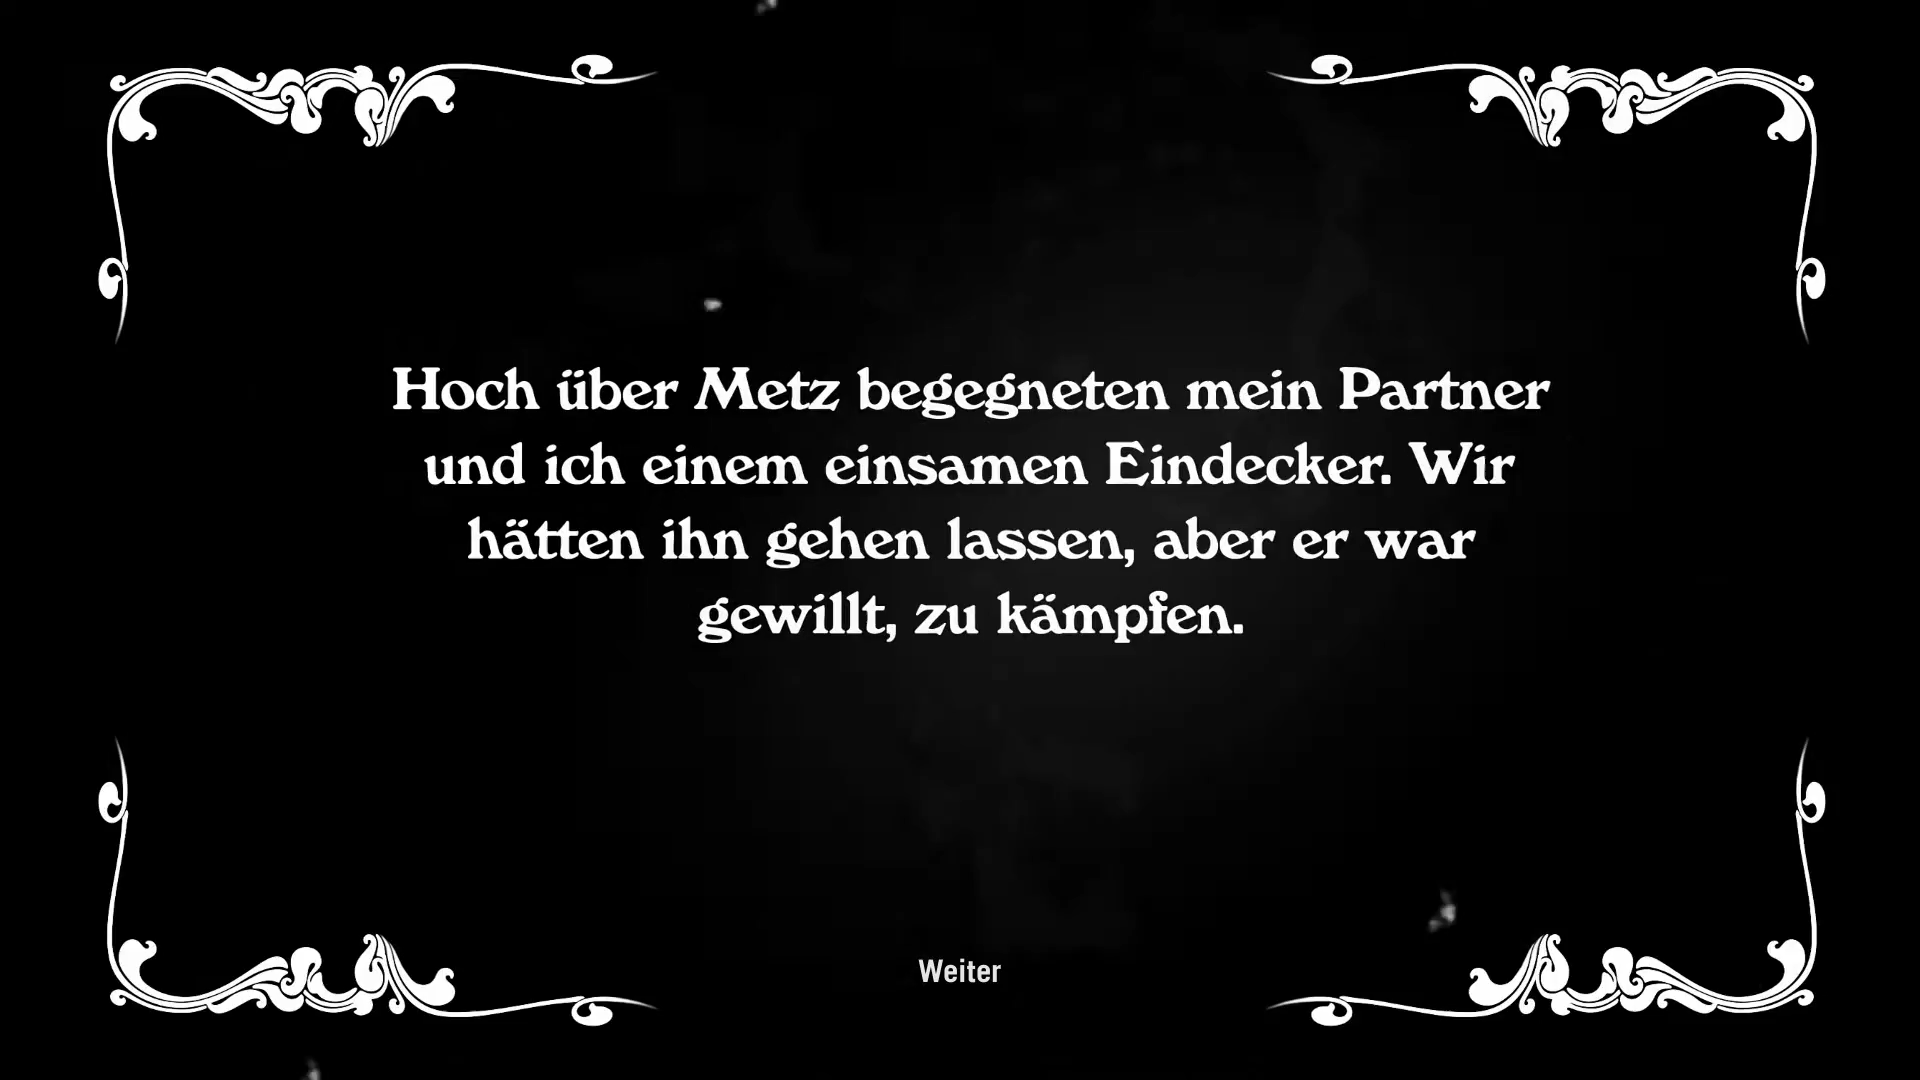 Hoch über Metz begegneten mein Partner
und ich einem einsamen Eindecker. Wir
hätten ihn gehen lassen, aber er war
gewillt, zu kämpfen.
Weiter